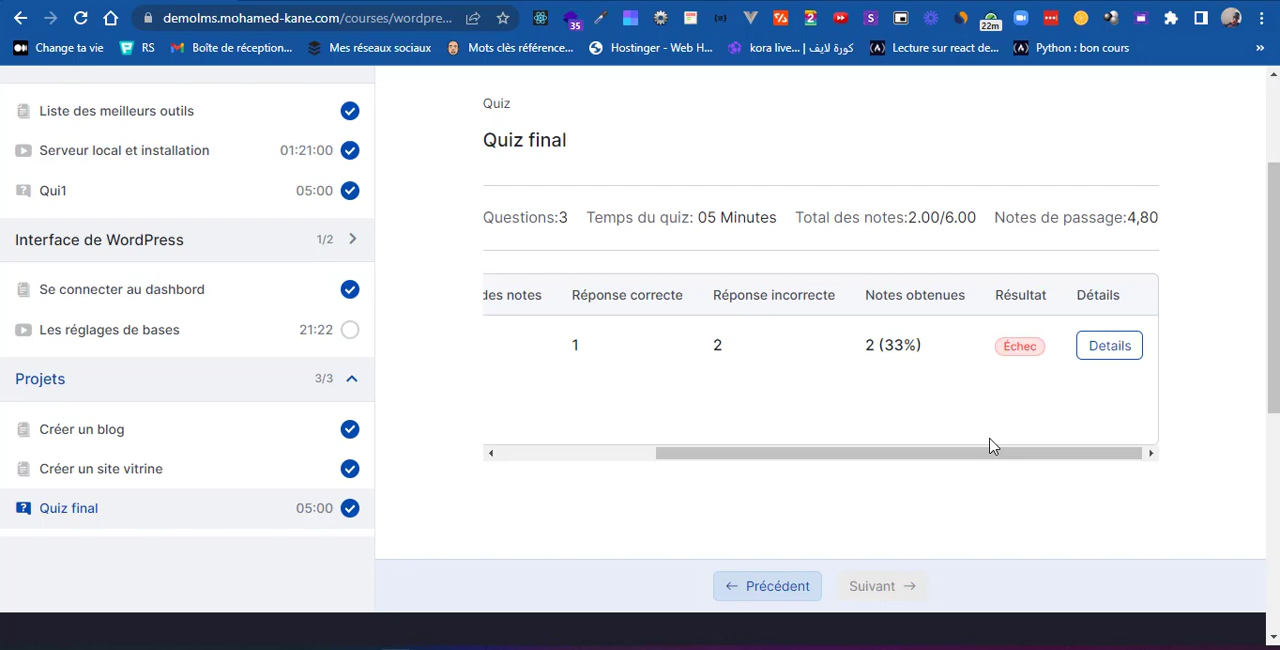 demolms.mohamed-kane.com/courses/wordpre...
35
22m
Change ta vie
RS
Boîte de réception...
Mes réseaux sociaux
Mots clés référence...
Hostinger - Web H...
kora live... | كورة لايف
Lecture sur react de...
Python : bon cours
»
Liste des meilleurs outils
Serveur local et installation 01:21:00
Qui1 05:00
Interface de WordPress 1/2
Se connecter au dashbord
Les réglages de bases 21:22
Projets 3/3
Créer un blog
Créer un site vitrine
Quiz final 05:00
Quiz
Quiz final
Questions:3 Temps du quiz: 05 Minutes Total des notes:2.00/6.00 Notes de passage:4,80
des notes Réponse correcte Réponse incorrecte Notes obtenues Résultat Détails
1 2 2 (33%) Échec Details
← Précédent Suivant →